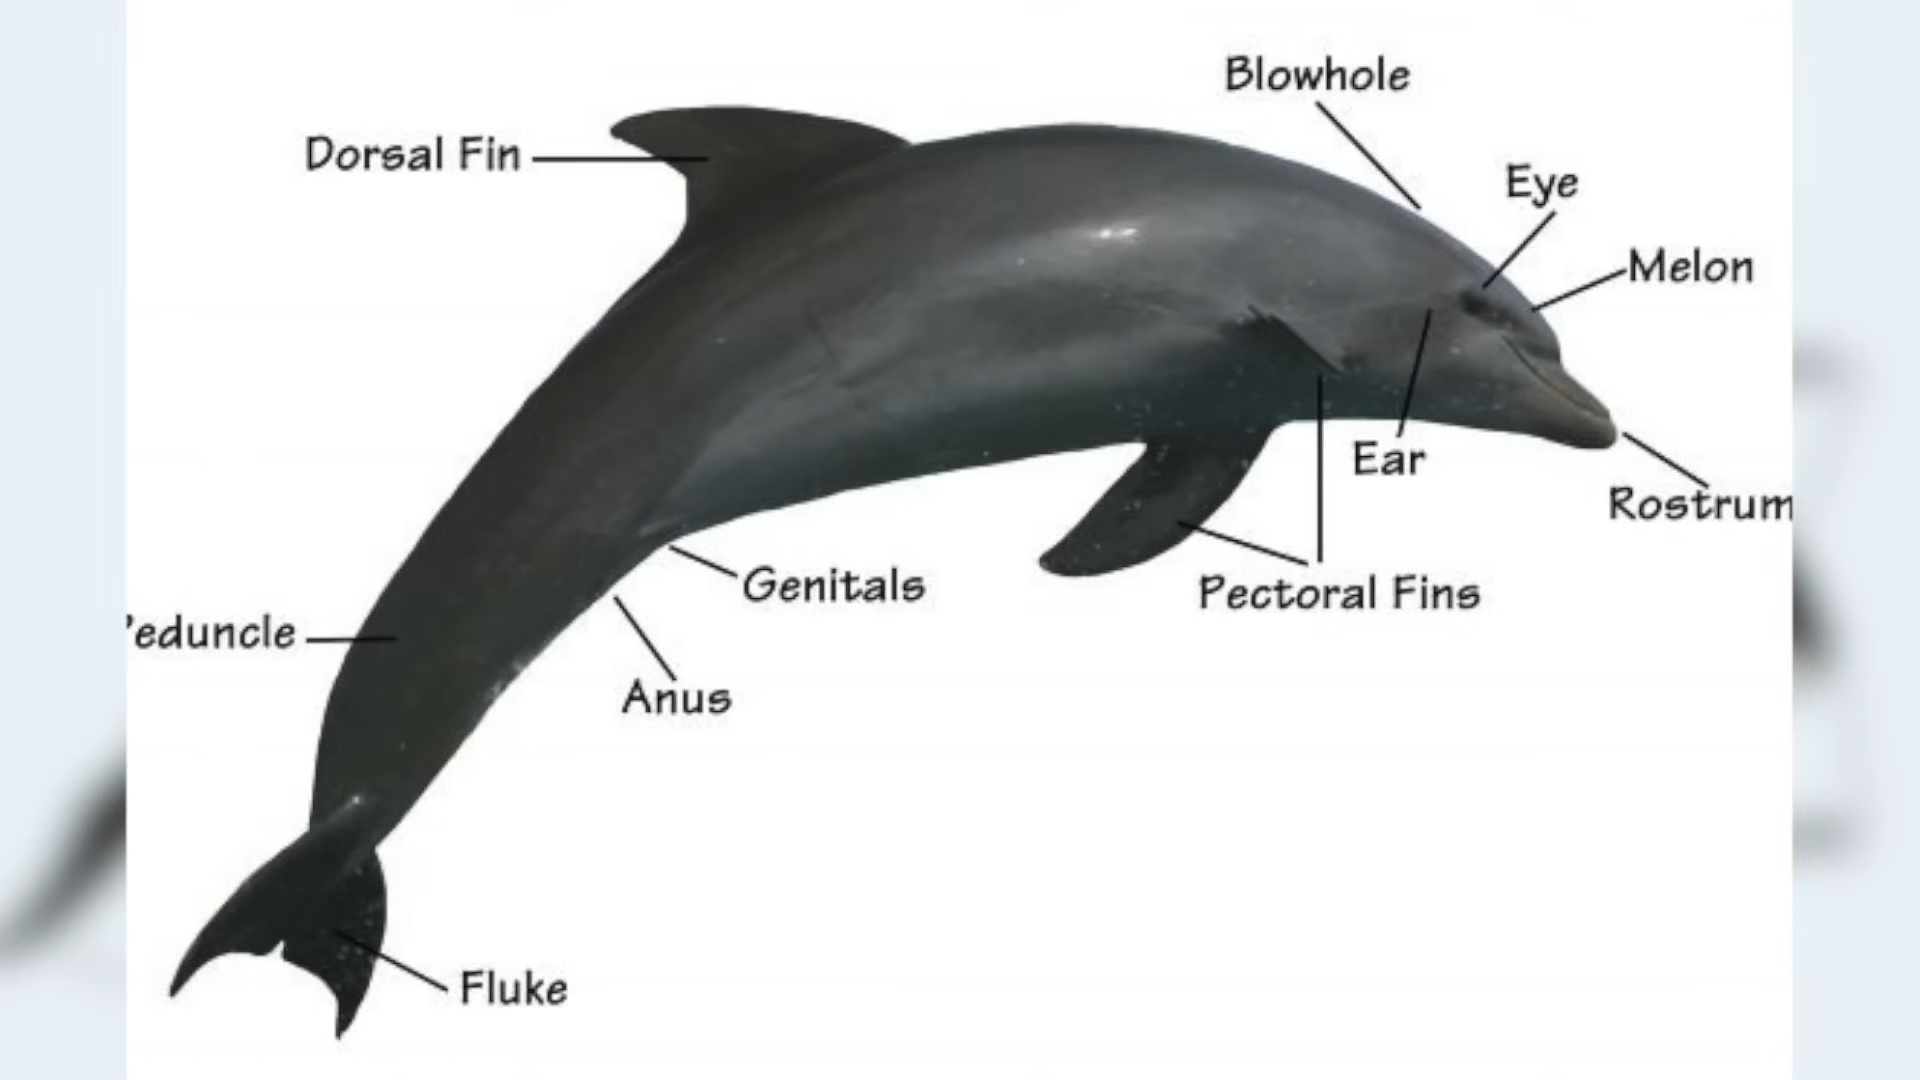 Blowhole
Dorsal Fin
Eye
Melon
Ear
Rostrum
Genitals
Pectoral Fins
'eduncle
Anus
Fluke